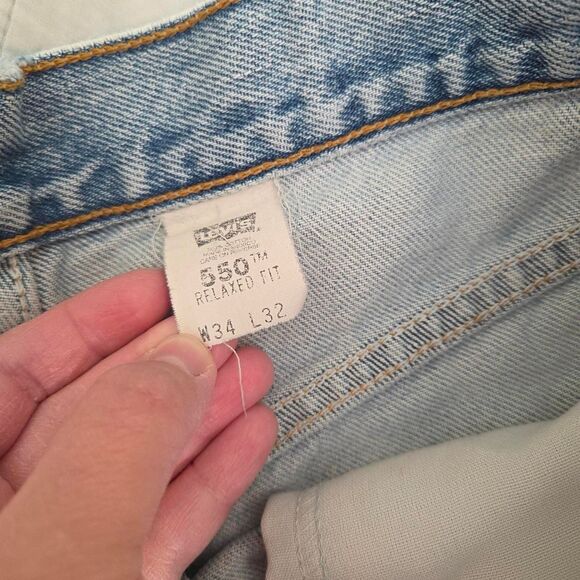 LEVI'S
550™
RELAXED FIT
W34 L32